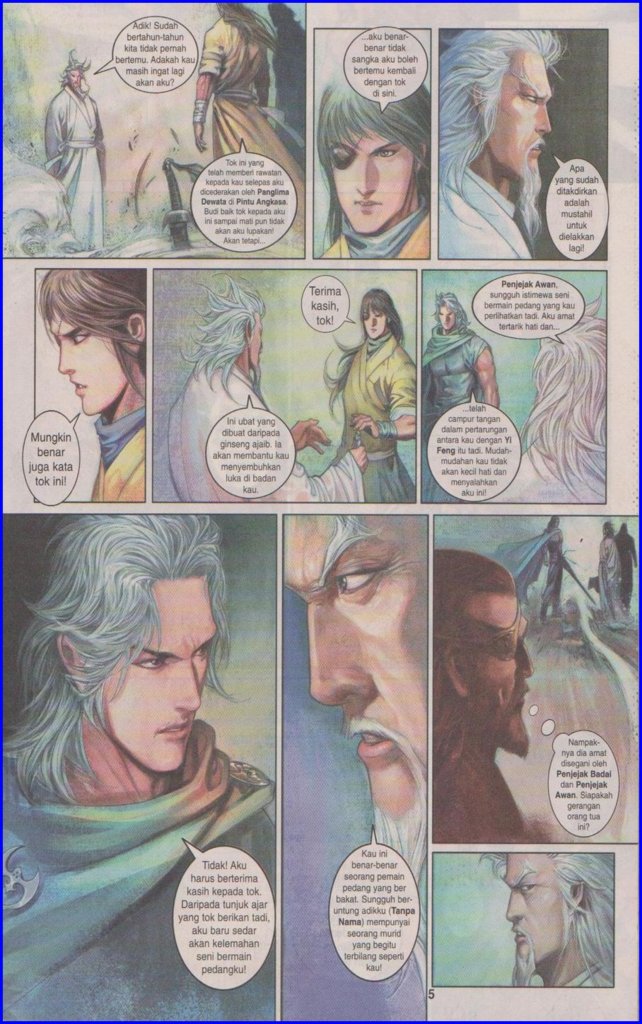 Adik! Sudah
bertahun-tahun
kita tidak pernah
bertemu. Adakah kau
masih ingat lagi
akan aku?
Tok ini yang
telah memberi rawatan
kepada kau selepas aku
dicederakan oleh Panglima
Dewata di Pintu Angkasa.
Budi baik tok kepada aku
ini sampai mati pun tidak
akan aku lupakan!
Akan tetapi...
...aku benar-
benar tidak
sangka aku boleh
bertemu kembali
dengan tok
di sini.
Apa
yang sudah
ditakdirkan
adalah
mustahil
untuk
dielakkan
lagi!
Mungkin
benar
juga kata
tok ini!
Terima
kasih,
tok!
Ini ubat yang
dibuat daripada
ginseng ajaib. Ia
akan membantu kau
menyembuhkan
luka di badan
kau.
Penjejak Awan,
sungguh istimewa seni
bermain pedang yang kau
perlihatkan tadi. Aku amat
tertarik hati dan...
...telah
campur tangan
dalam pertarungan
antara kau dengan Yi
Feng itu tadi. Mudah-
mudahan kau tidak
akan kecil hati dan
menyalahkan
aku ini!
Tidak! Aku
harus berterima
kasih kepada tok.
Daripada tunjuk ajar
yang tok berikan tadi,
aku baru sedar
akan kelemahan
seni bermain
pedangku!
Kau ini
benar-benar
seorang pemain
pedang yang ber
bakat. Sungguh ber-
untung adikku (Tanpa
Nama) mempunyai
seorang murid
yang begitu
terbilang seperti
kau!
Nampak-
nya dia amat
disegani oleh
Penjejak Badai
dan Penjejak
Awan. Siapakah
gerangan
orang tua
ini?
5